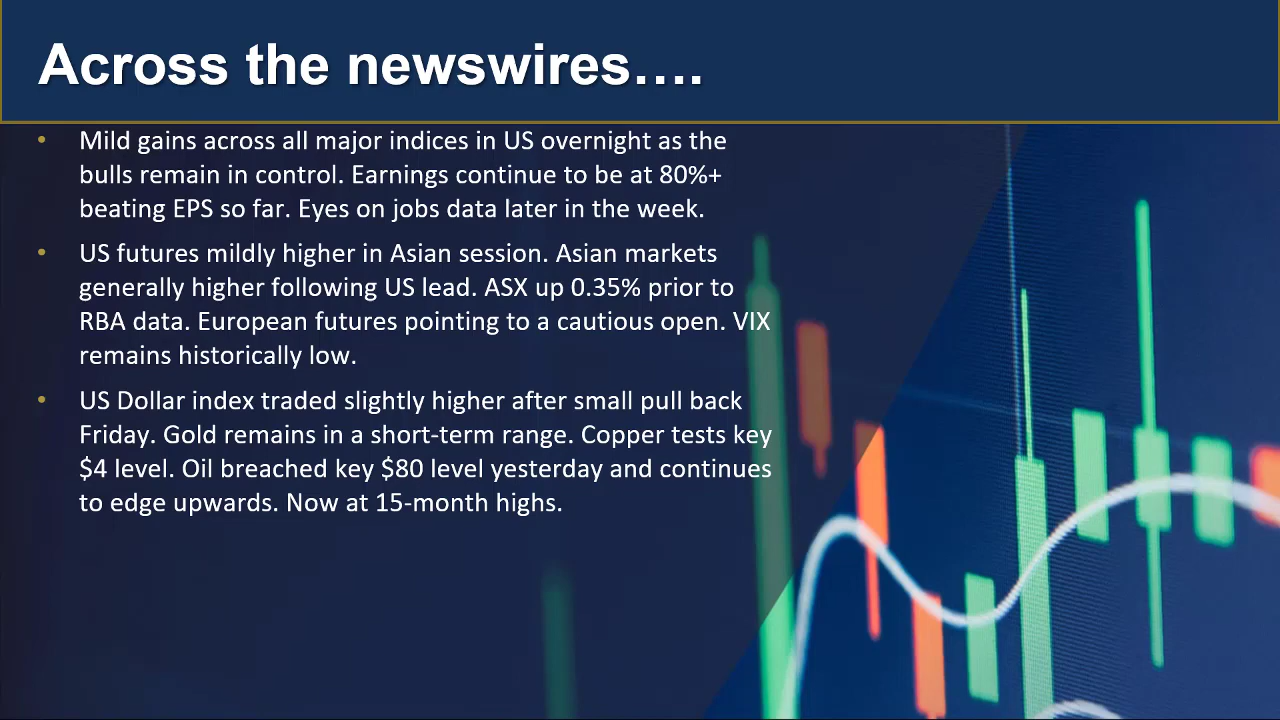 Across the newswires….
• Mild gains across all major indices in US overnight as the
bulls remain in control. Earnings continue to be at 80%+
beating EPS so far. Eyes on jobs data later in the week.
• US futures mildly higher in Asian session. Asian markets
generally higher following US lead. ASX up 0.35% prior to
RBA data. European futures pointing to a cautious open. VIX
remains historically low.
• US Dollar index traded slightly higher after small pull back
Friday. Gold remains in a short-term range. Copper tests key
$4 level. Oil breached key $80 level yesterday and continues
to edge upwards. Now at 15-month highs.